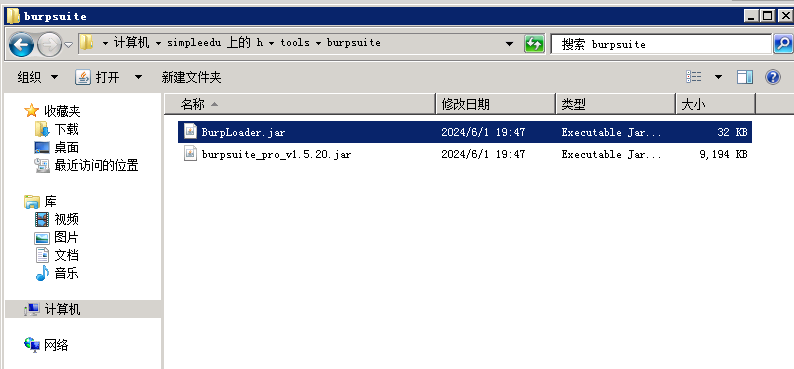 burpsuite
计算机 simpleedu 上的 h tools burpsuite
搜索 burpsuite
组织 打开 新建文件夹
名称 修改日期 类型 大小
收藏夹
下载
桌面
最近访问的位置
库
视频
图片
文档
音乐
计算机
网络
BurpLoader.jar 2024/6/1 19:47 Executable Jar... 32 KB
burpsuite_pro_v1.5.20.jar 2024/6/1 19:47 Executable Jar... 9,194 KB